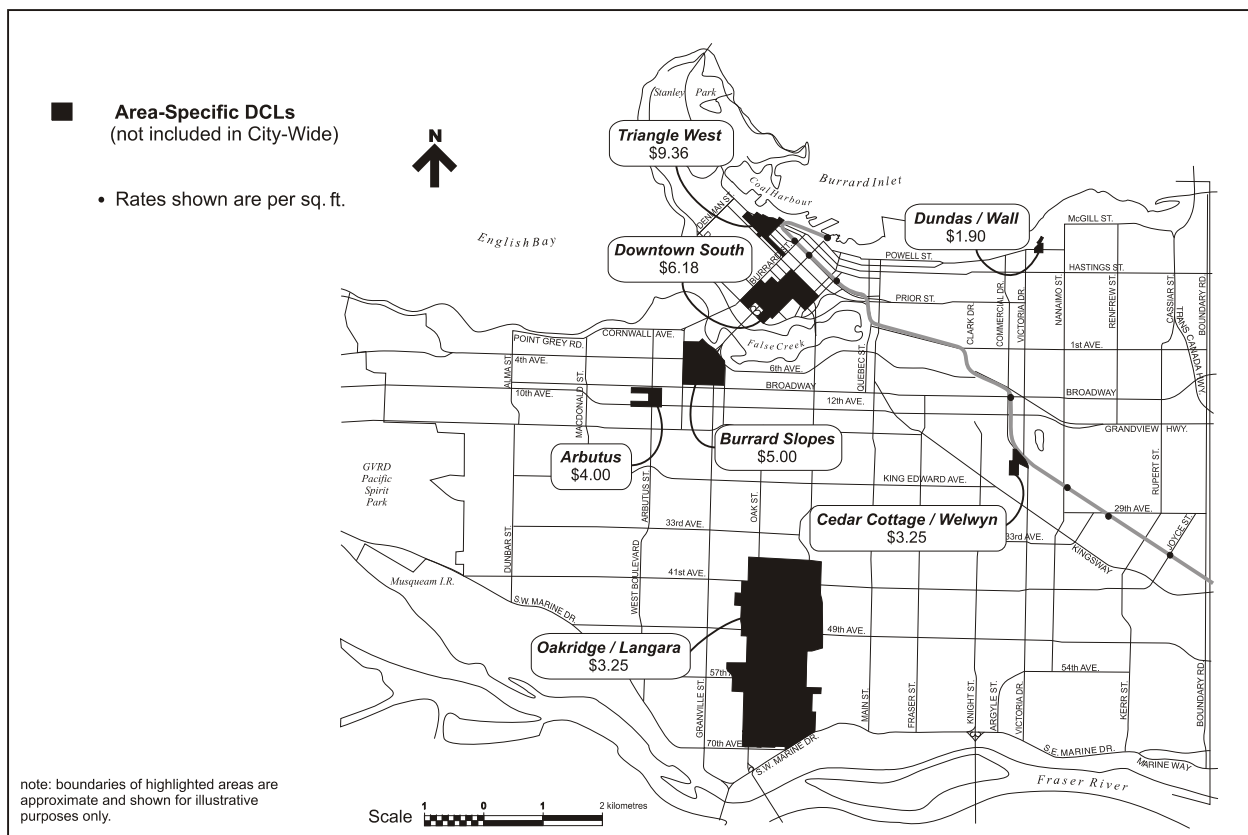 Area-Specific DCLs
(not included in City-Wide)
N
• Rates shown are per sq. ft.
Stanley Park
Triangle West
$9.36
Coal Harbour
Burrard Inlet
DENMAN ST.
English Bay
Downtown South
$6.18
BURRARD ST.
Dundas / Wall
$1.90
McGILL ST.
POWELL ST.
HASTINGS ST.
PRIOR ST.
CLARK DR.
COMMERCIAL DR.
VICTORIA DR.
NANAIMO ST.
RENFREW ST.
CASSIAR ST.
TRANS CANADA HWY
BOUNDARY RD.
CORNWALL AVE.
POINT GREY RD.
False Creek
QUEBEC ST.
1st AVE.
4th AVE.
6th AVE.
ALMA ST.
MACDONALD ST.
BROADWAY
BROADWAY
10th AVE.
12th AVE.
GRANDVIEW HWY.
Burrard Slopes
$5.00
Arbutus
$4.00
GVRD
Pacific
Spirit
Park
ARBUTUS ST.
OAK ST.
KING EDWARD AVE.
RUPERT ST.
29th AVE.
JOYCE ST.
Cedar Cottage / Welwyn
$3.25
33rd AVE.
33rd AVE.
KINGSWAY
DUNBAR ST.
WEST BOULEVARD
41st AVE.
Musqueam I.R.
S.W. MARINE DR.
49th AVE.
Oakridge / Langara
$3.25
57th
54th AVE.
GRANVILLE ST.
MAIN ST.
FRASER ST.
KNIGHT ST.
ARGYLE ST.
VICTORIA DR.
KERR ST.
BOUNDARY RD.
70th AVE.
S.W. MARINE DR.
S.E. MARINE DR.
MARINE WAY
Fraser River
note: boundaries of highlighted areas are
approximate and shown for illustrative
purposes only.
Scale 1 0 1 2 kilometres